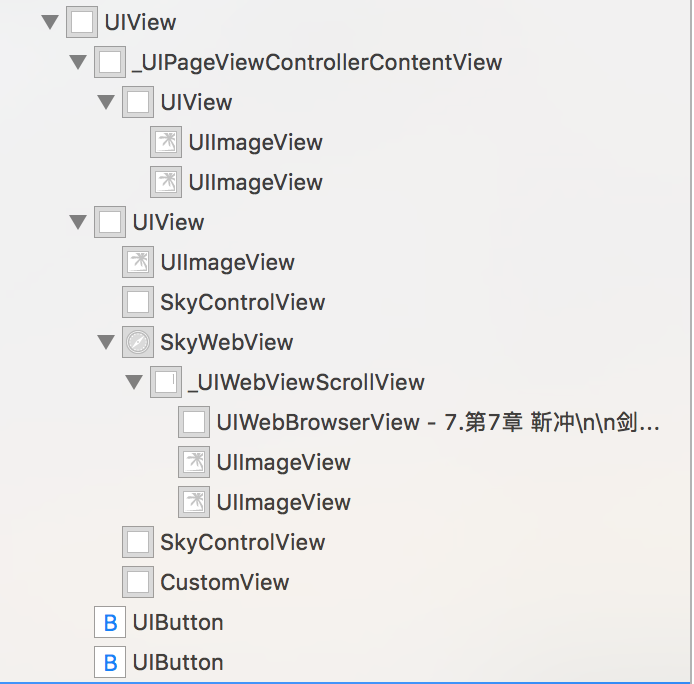 UIView
_UIPageViewControllerContentView
UIView
UIImageView
UIImageView
UIView
UIImageView
SkyControlView
SkyWebView
_UIWebViewScrollView
UIWebBrowserView - 7.第7章 靳冲\n\n剑...
UIImageView
UIImageView
SkyControlView
CustomView
B UIButton
B UIButton